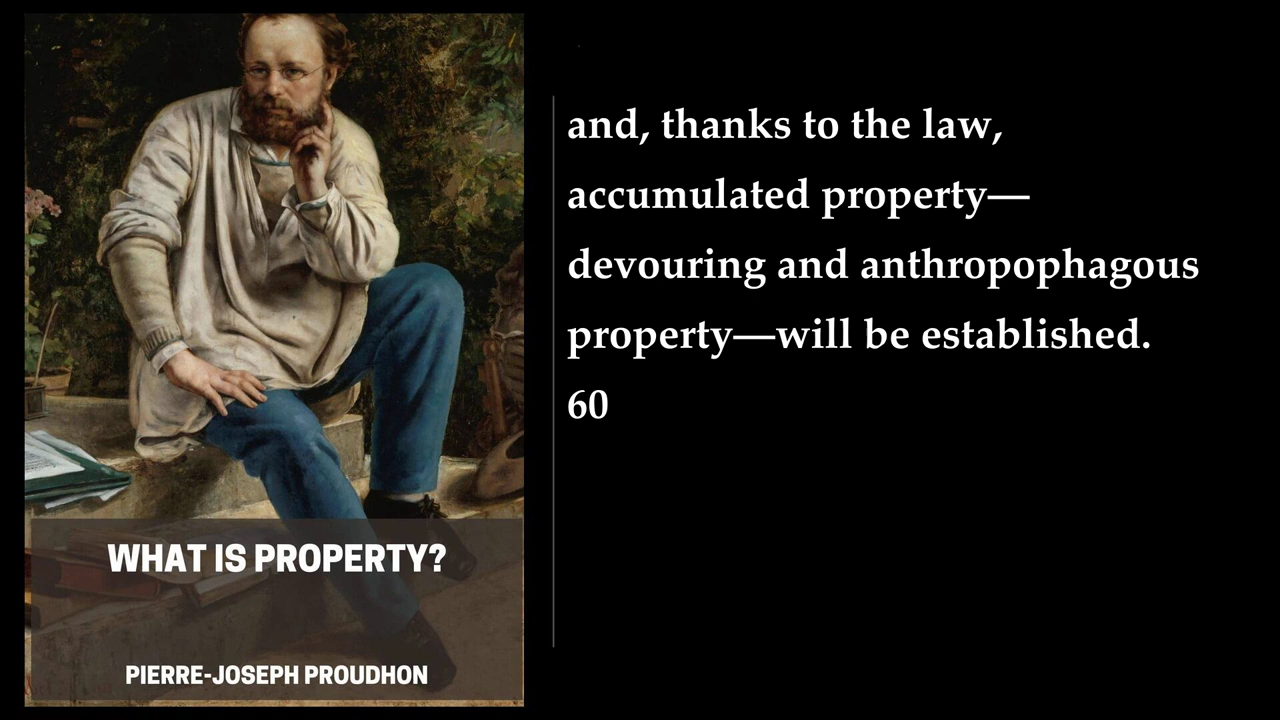 and, thanks to the law,
accumulated property—
devouring and anthropophagous
property—will be established.
60
WHAT IS PROPERTY?
PIERRE-JOSEPH PROUDHON